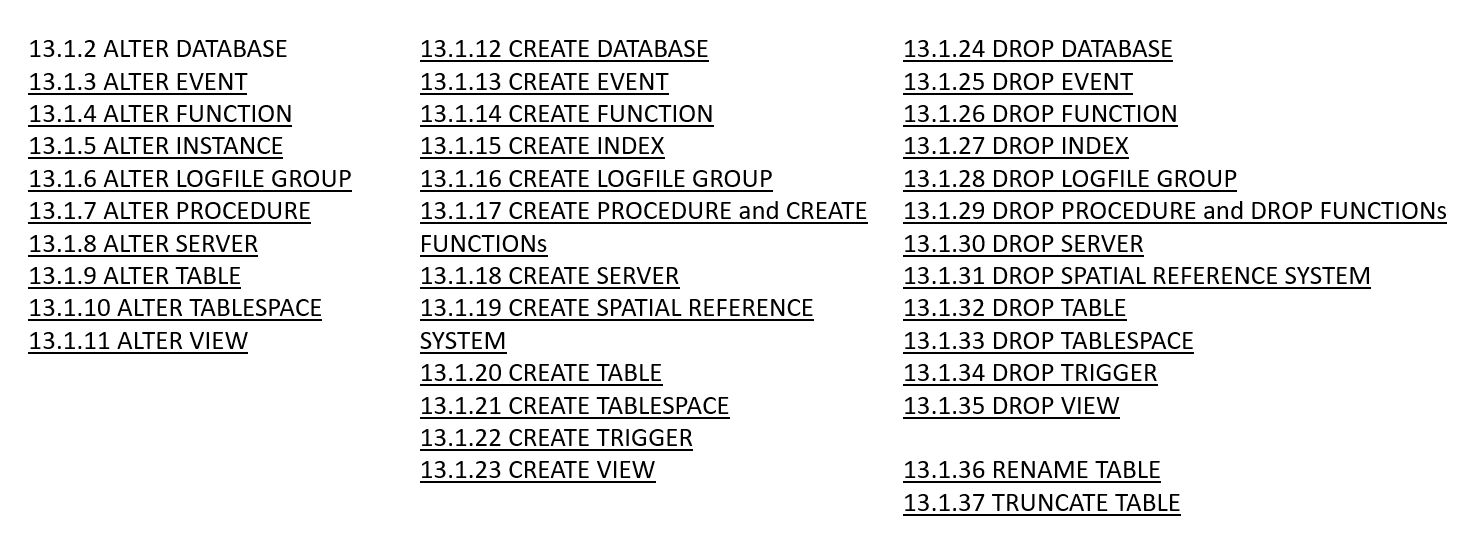 13.1.2 ALTER DATABASE
13.1.3 ALTER EVENT
13.1.4 ALTER FUNCTION
13.1.5 ALTER INSTANCE
13.1.6 ALTER LOGFILE GROUP
13.1.7 ALTER PROCEDURE
13.1.8 ALTER SERVER
13.1.9 ALTER TABLE
13.1.10 ALTER TABLESPACE
13.1.11 ALTER VIEW
13.1.12 CREATE DATABASE
13.1.13 CREATE EVENT
13.1.14 CREATE FUNCTION
13.1.15 CREATE INDEX
13.1.16 CREATE LOGFILE GROUP
13.1.17 CREATE PROCEDURE and CREATE
FUNCTIONs
13.1.18 CREATE SERVER
13.1.19 CREATE SPATIAL REFERENCE
SYSTEM
13.1.20 CREATE TABLE
13.1.21 CREATE TABLESPACE
13.1.22 CREATE TRIGGER
13.1.23 CREATE VIEW
13.1.24 DROP DATABASE
13.1.25 DROP EVENT
13.1.26 DROP FUNCTION
13.1.27 DROP INDEX
13.1.28 DROP LOGFILE GROUP
13.1.29 DROP PROCEDURE and DROP FUNCTIONs
13.1.30 DROP SERVER
13.1.31 DROP SPATIAL REFERENCE SYSTEM
13.1.32 DROP TABLE
13.1.33 DROP TABLESPACE
13.1.34 DROP TRIGGER
13.1.35 DROP VIEW
13.1.36 RENAME TABLE
13.1.37 TRUNCATE TABLE